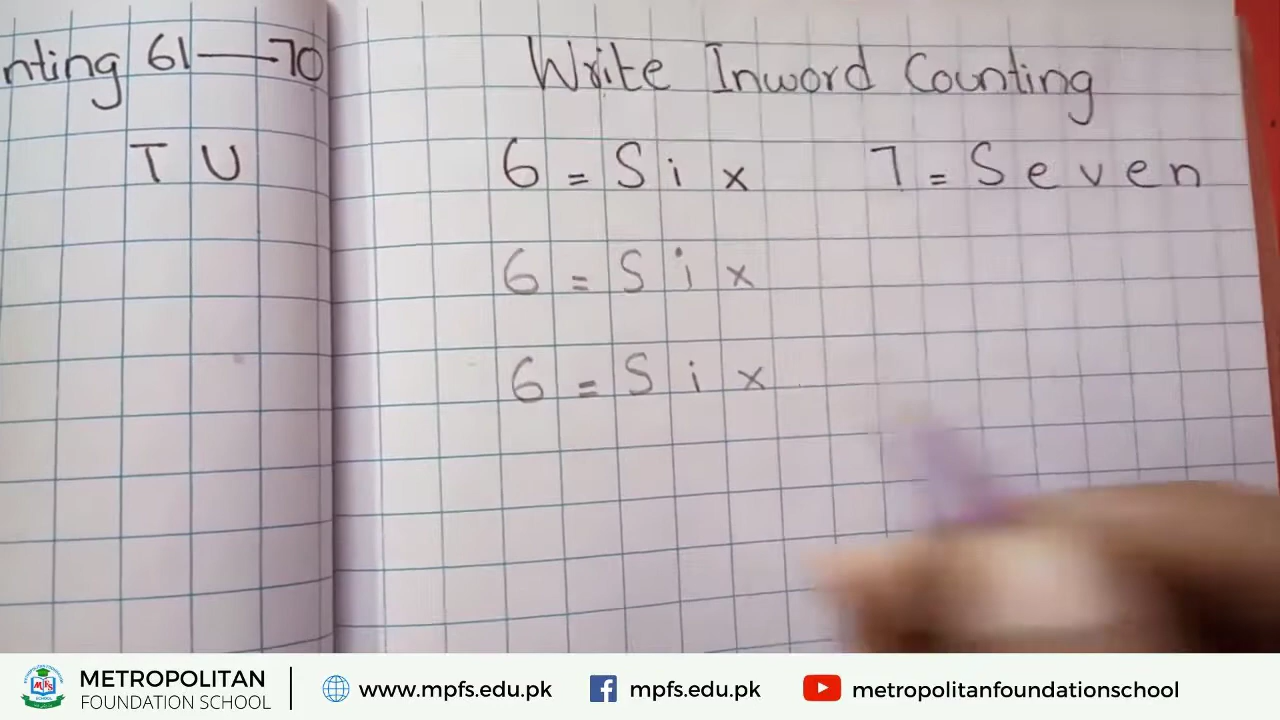 nting 61—70
T U
Write Inword Counting
6 = Six 7 = Seven
6 = Six
6 = Six
METROPOLITAN
FOUNDATION SCHOOL
www.mpfs.edu.pk
mpfs.edu.pk
metropolitanfoundationschool